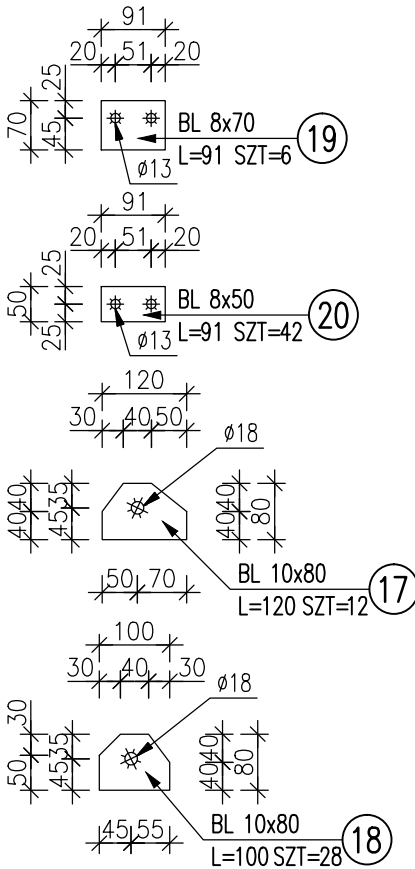 91
20 51 20
25
70
45
BL 8x70
L=91 SZT=6
19
ø13
91
20 51 20
25
50
25
BL 8x50
L=91 SZT=42
20
ø13
120
30 40 50
ø18
40 40
45 35
40 40
80
50 70
BL 10x80
L=120 SZT=12
17
100
30 40 30
ø18
50 30
45 35
40 40
80
45 55
BL 10x80
L=100 SZT=28
18